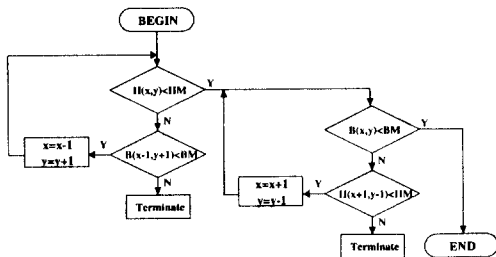 BEGIN
H(x,y)<HM
Y
N
B(x-1,y+1)<BM
Y
x=x-1
y=y+1
N
Terminate
B(x,y)<BM
Y
N
H(x+1,y-1)<HM
Y
x=x+1
y=y-1
N
Terminate
END